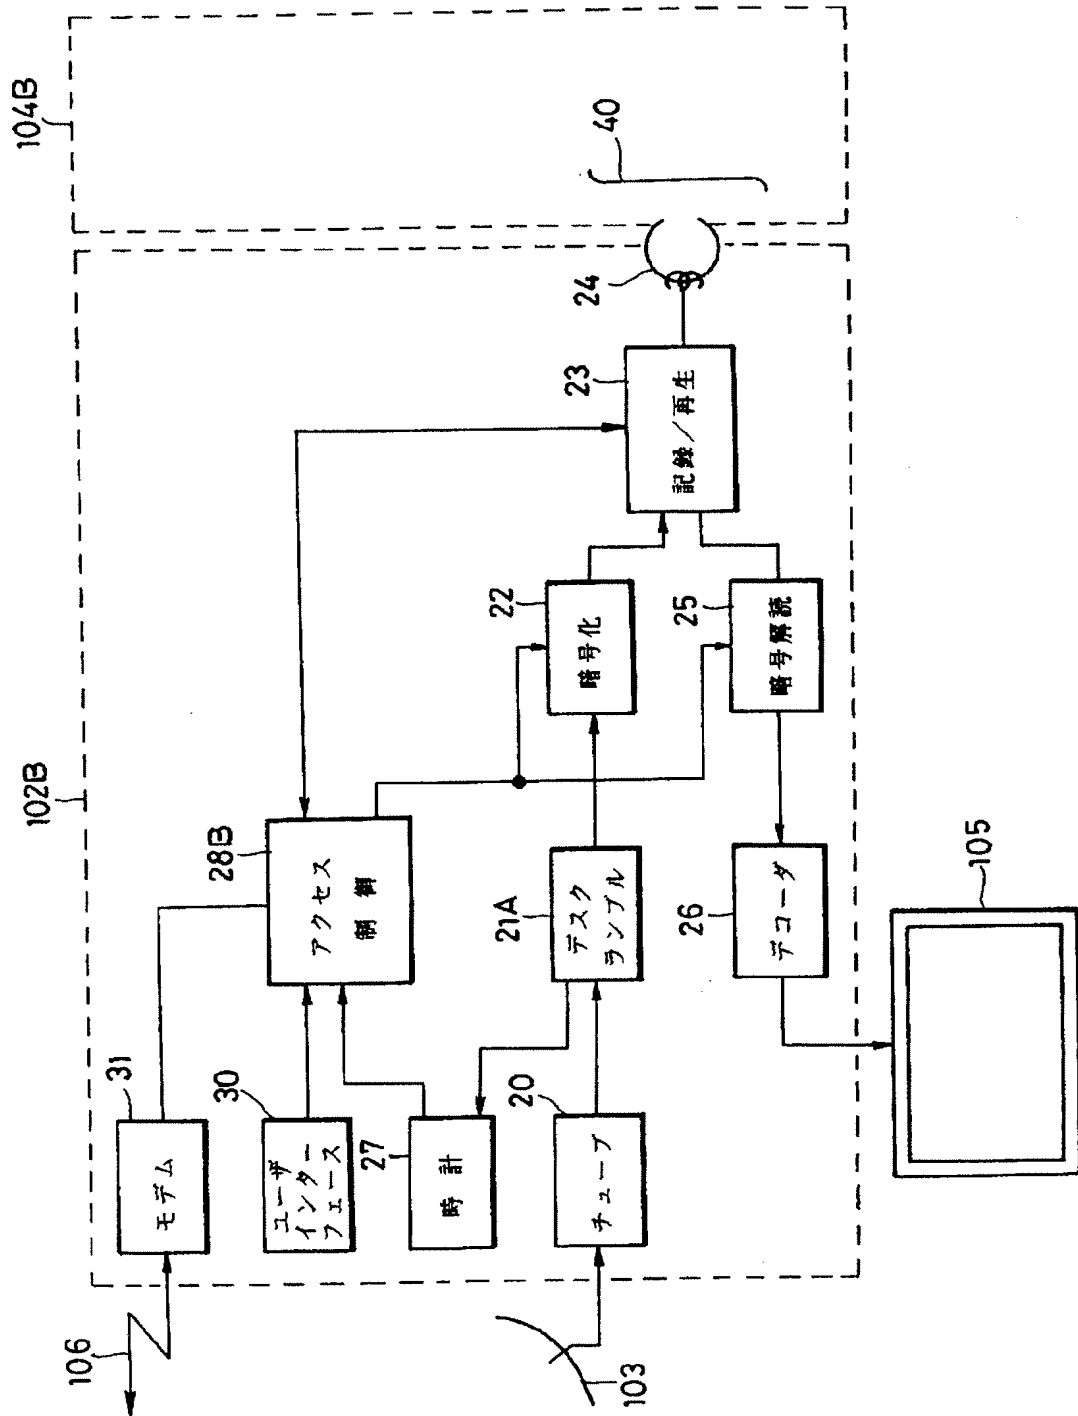 102B
104B
106
31
モデム
30
ユーザ
インター
フェース
28B
アクセス
制御
27
時計
20
チューブ
21A
デスク
ランブル
22
暗号化
23
記録／再生
24
40
103
26
デコーダ
25
暗号解読
105